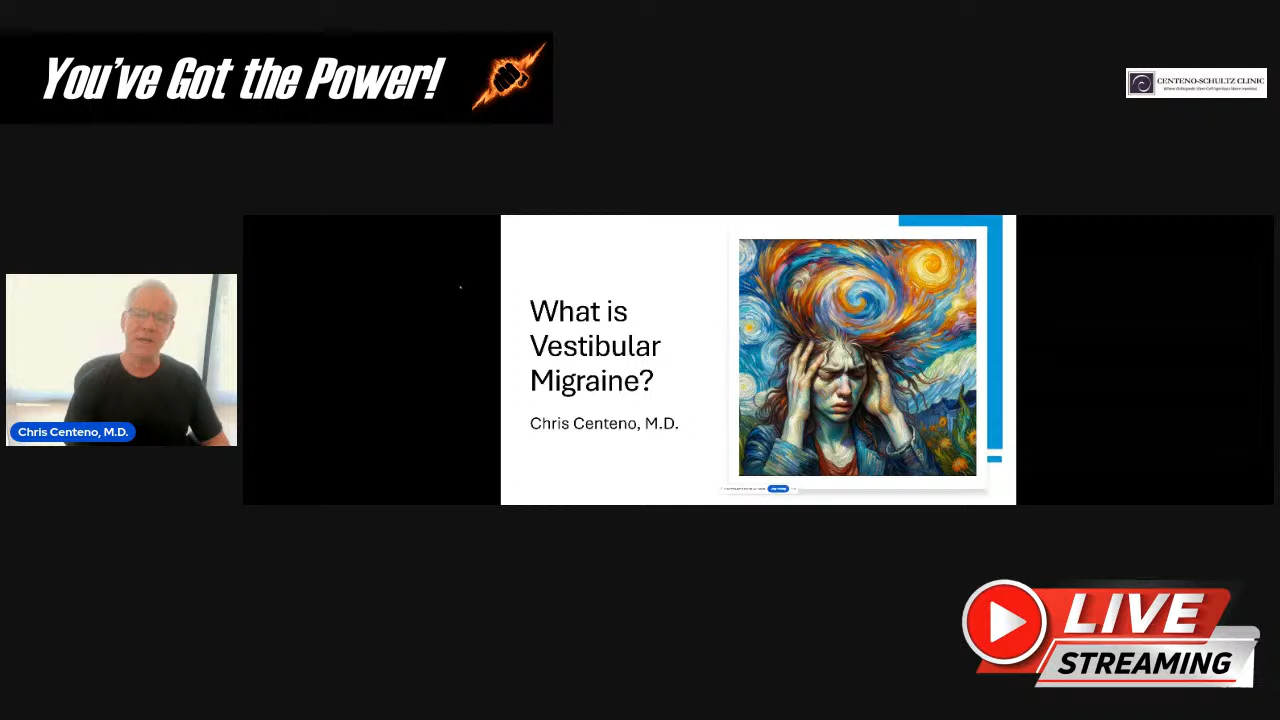 You've Got the Power!
CENTENO-SCHULTZ CLINIC
What is
Vestibular
Migraine?
Chris Centeno, M.D.
Chris Centeno, M.D.
LIVE
STREAMING